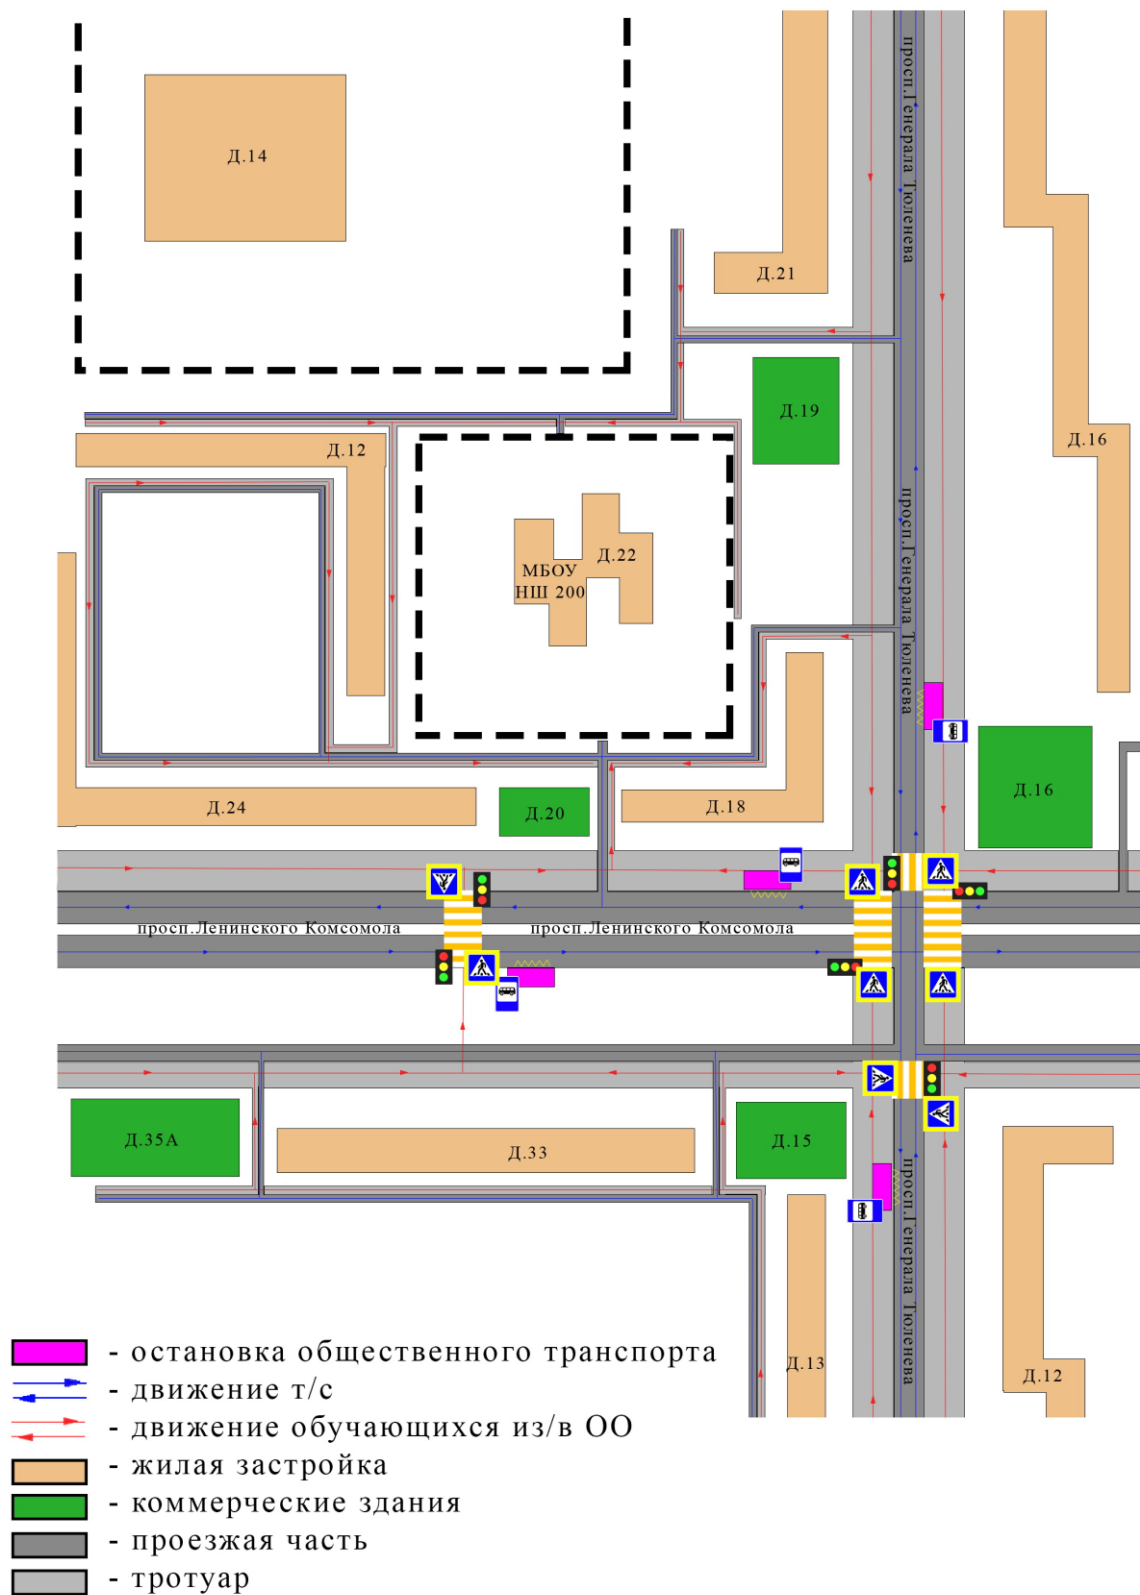 просп.Генерала Тюленева
Д.14
Д.21
Д.19
Д.16
Д.12
Д.22
МБОУ
НШ 200
просп.Генерала Тюленева
Д.16
Д.24
Д.20
Д.18
просп.Ленинского Комсомола
просп.Ленинского Комсомола
Д.35А
Д.33
Д.15
просп.Генерала Тюленева
Д.13
Д.12
- остановка общественного транспорта
- движение т/с
- движение обучающихся из/в ОО
- жилая застройка
- коммерческие здания
- проезжая часть
- тротуар